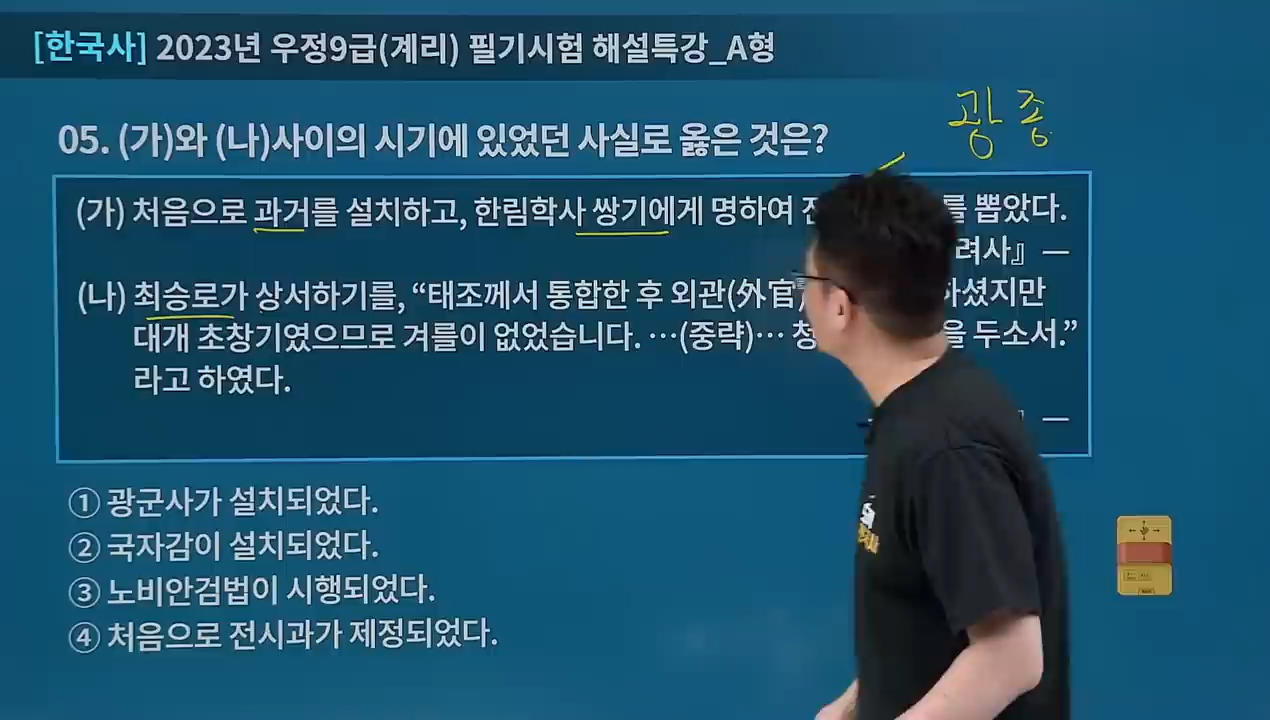 [한국사] 2023년 우정9급(계리) 필기시험 해설특강_A형
광종
05. (가)와 (나)사이의 시기에 있었던 사실로 옳은 것은?
(가) 처음으로 과거를 설치하고, 한림학사 쌍기에게 명하여 를 뽑았다.
려사』 —
(나) 최승로가 상서하기를, “태조께서 통합한 후 외관(外官) 하셨지만
대개 초창기였으므로 겨를이 없었습니다. …(중략)… 을 두소서.”
라고 하였다.
』 —
① 광군사가 설치되었다.
② 국자감이 설치되었다.
③ 노비안검법이 시행되었다.
④ 처음으로 전시과가 제정되었다.